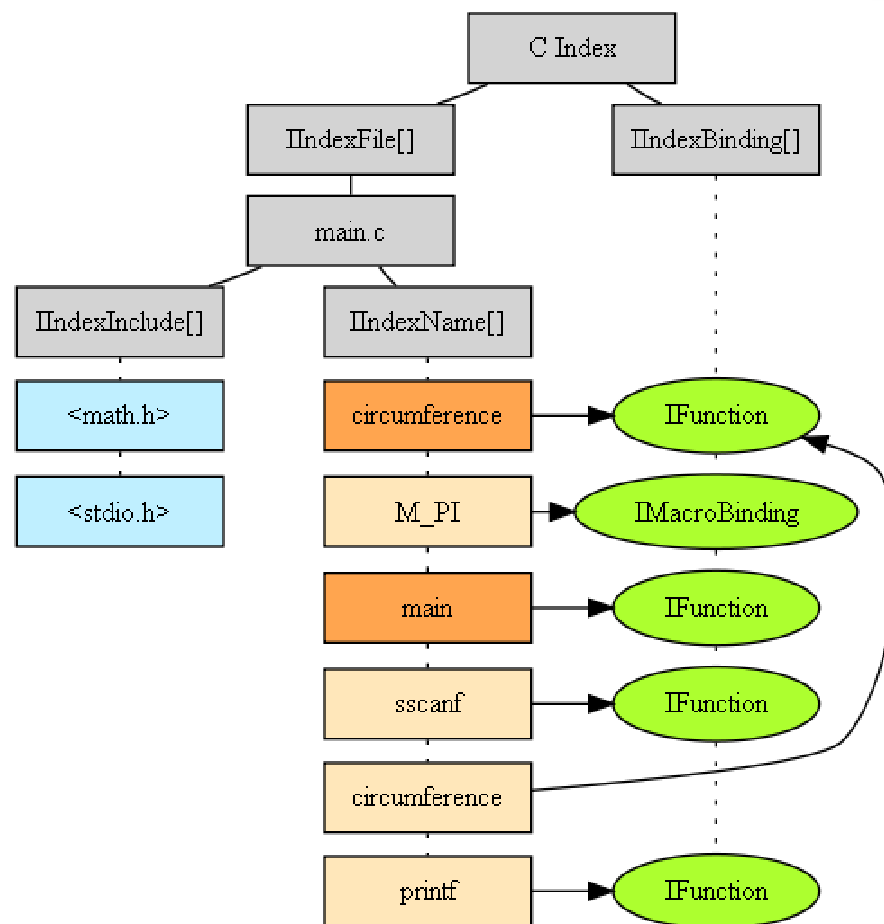 C Index
IIndexFile[]
IIndexBinding[]
main.c
IIndexInclude[]
IIndexName[]
<math.h>
circumference
IFunction
<stdio.h>
M_PI
IMacroBinding
main
IFunction
sscanf
IFunction
circumference
printf
IFunction